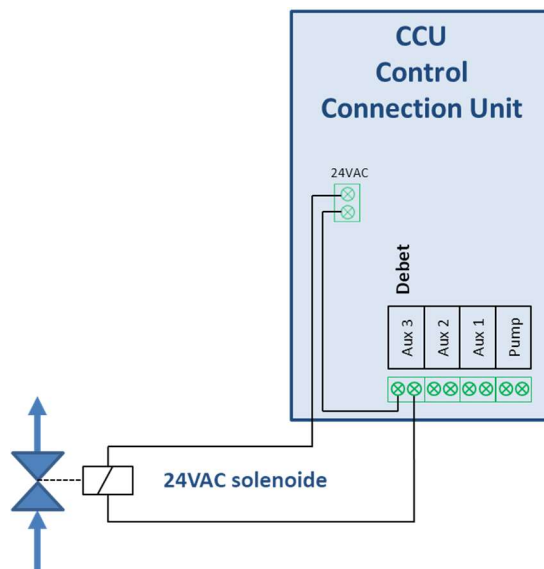 CCU
Control
Connection Unit
24VAC
Debet
Aux 3
Aux 2
Aux 1
Pump
24VAC solenoide